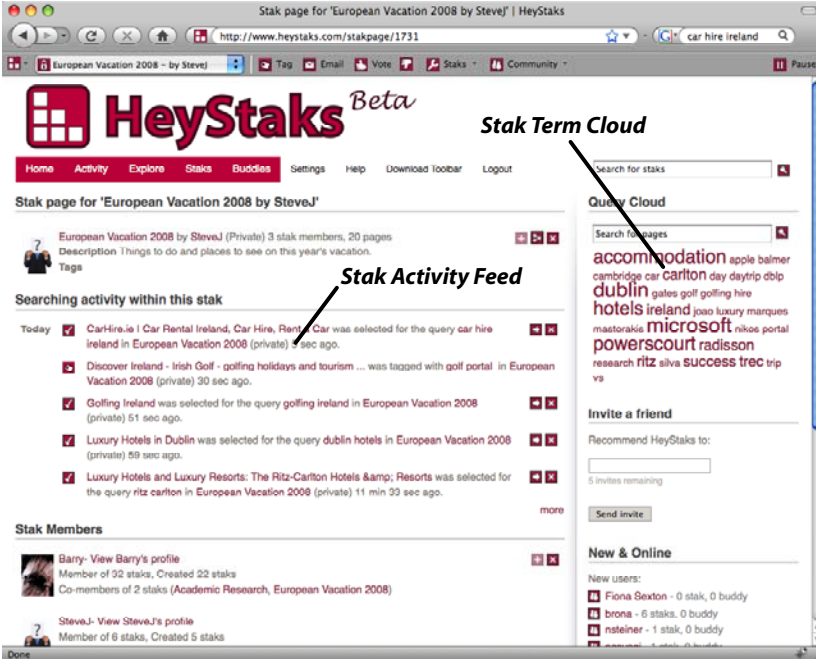 Stak page for 'European Vacation 2008 by SteveJ' | HeyStaks
http://www.heystaks.com/stakpage/1731
car hire ireland
European Vacation 2008 - by SteveJ
Tag Email Vote Staks Community
Pause
HeyStaks Beta
Home Activity Explore Staks Buddies Settings Help Download Toolbar Logout
Search for staks
Stak Term Cloud
Stak page for 'European Vacation 2008 by SteveJ'
European Vacation 2008 by SteveJ (Private) 3 stak members, 20 pages
Description Things to do and places to see on this year's vacation.
Tags
Stak Activity Feed
Searching activity within this stak
Today
CarHire.ie | Car Rental Ireland, Car Hire, Rent A Car was selected for the query car hire
ireland in European Vacation 2008 (private) 5 sec ago.
Discover Ireland - Irish Golf - golfing holidays and tourism ... was tagged with golf portal in European
Vacation 2008 (private) 30 sec ago.
Golfing Ireland was selected for the query golfing ireland in European Vacation 2008
(private) 51 sec ago.
Luxury Hotels in Dublin was selected for the query dublin hotels in European Vacation 2008
(private) 59 sec ago.
Luxury Hotels and Luxury Resorts: The Ritz-Carlton Hotels &amp; Resorts was selected for
the query ritz carlton in European Vacation 2008 (private) 11 min 33 sec ago.
more
Stak Members
Barry- View Barry's profile
Member of 32 staks, Created 22 staks
Co-members of 2 staks (Academic Research, European Vacation 2008)
SteveJ- View SteveJ's profile
Member of 6 staks, Created 5 staks
Query Cloud
Search for pages
accommodation apple balmer
cambridge car carlton day daytrip dblp
dublin gates golf golfing hire
hotels ireland joao luxury marques
mastorakis microsoft nikos portal
powerscourt radisson
research ritz silva success trec trip
vs
Invite a friend
Recommend HeyStaks to:
5 invites remaining
Send invite
New & Online
New users:
Fiona Sexton - 0 stak, 0 buddy
brona - 6 staks, 0 buddy
nsteiner - 1 stak, 0 buddy
Done